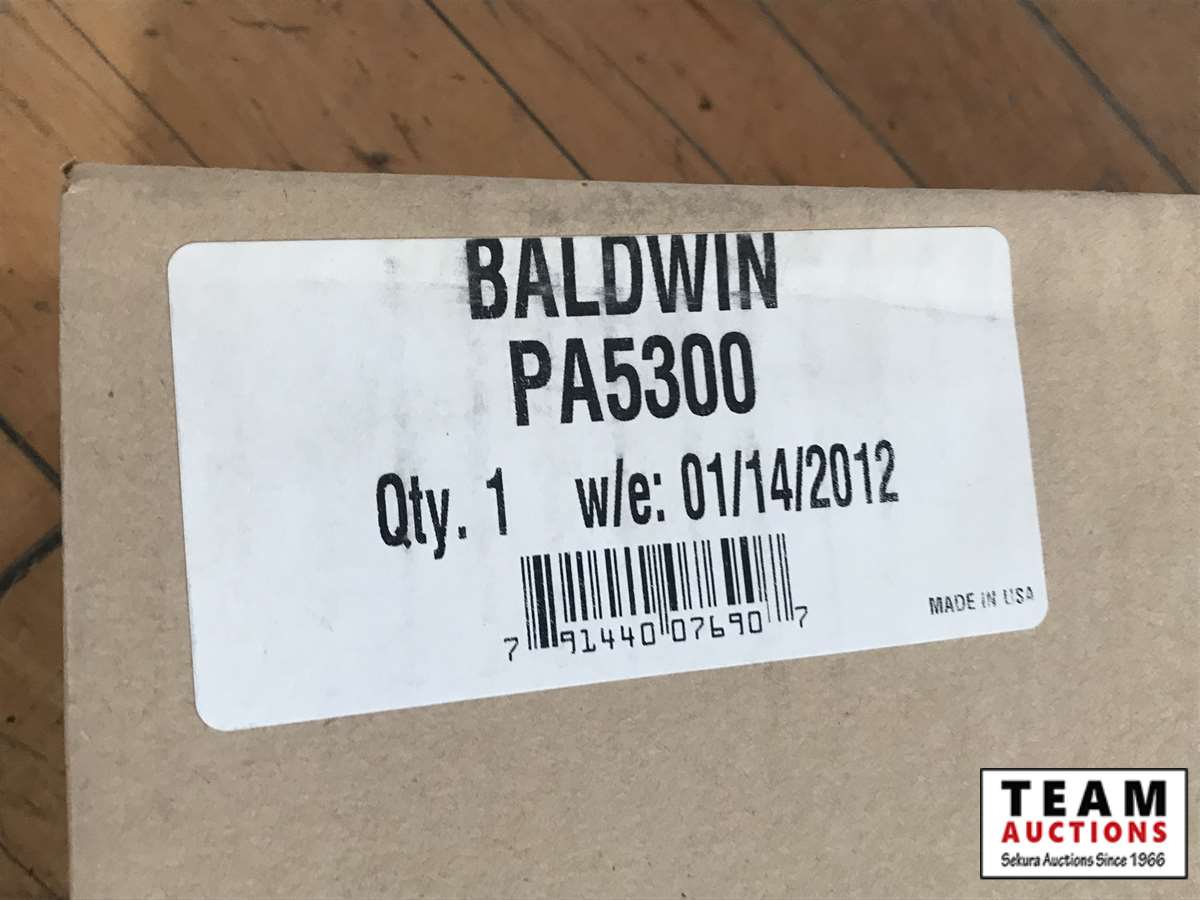 BALDWIN
PA5300
Qty. 1 w/e: 01/14/2012
7 91440 07690 7
MADE IN USA
TEAM
AUCTIONS
Sekura Auctions Since 1966